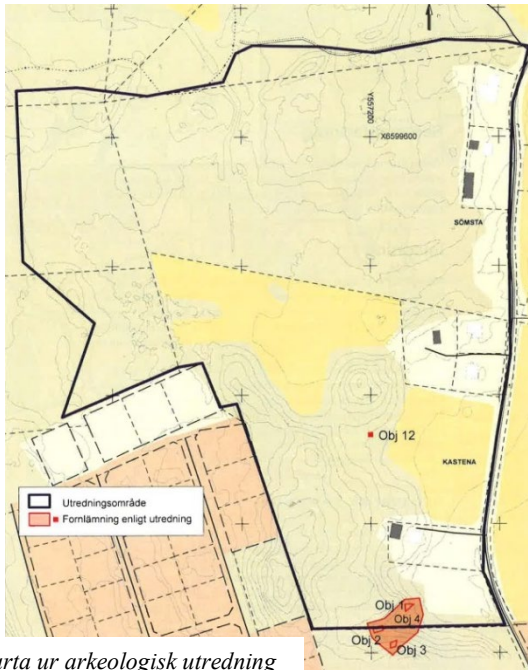 Y557200
X6599600
SÖMSTA
Obj 12
KASTENA
Utredningsområde
Fornlämning enligt utredning
Obj 1
Obj 4
Obj 2
Obj 3
arta ur arkeologisk utredning